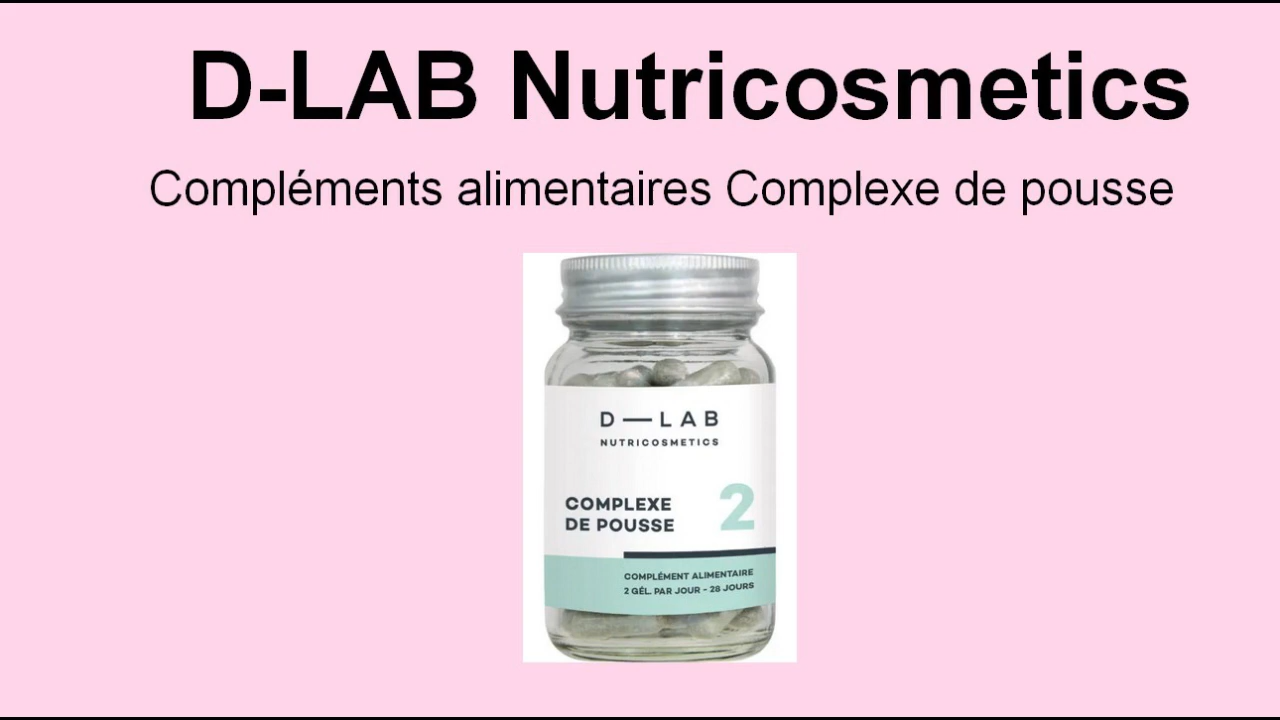 D-LAB Nutricosmetics
Compléments alimentaires Complexe de pousse
D—LAB
NUTRICOSMETICS
COMPLEXE
DE POUSSE
2
COMPLÉMENT ALIMENTAIRE
2 GÉL. PAR JOUR - 28 JOURS